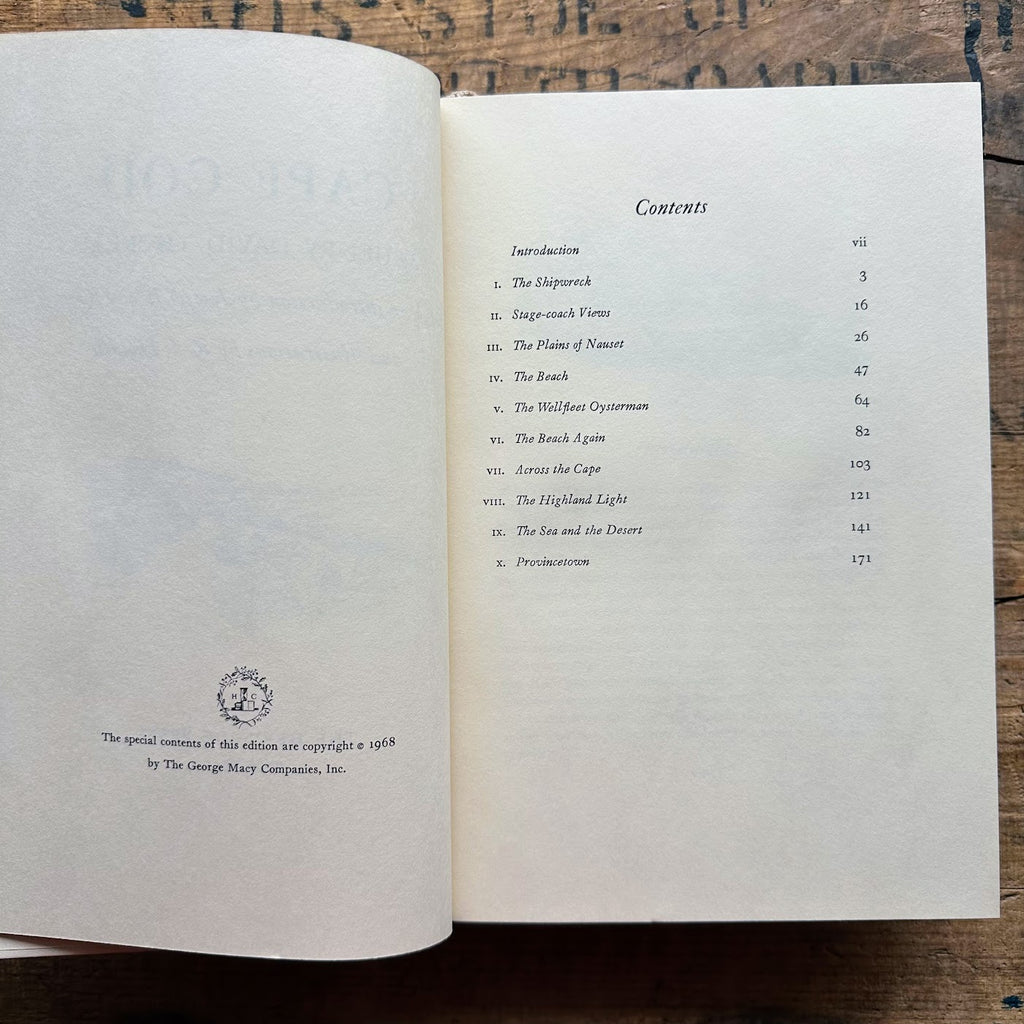 H C
The special contents of this edition are copyright © 1968
by The George Macy Companies, Inc.
Contents
Introduction vii
I. The Shipwreck 3
II. Stage-coach Views 16
III. The Plains of Nauset 26
IV. The Beach 47
V. The Wellfleet Oysterman 64
VI. The Beach Again 82
VII. Across the Cape 103
VIII. The Highland Light 121
IX. The Sea and the Desert 141
X. Provincetown 171